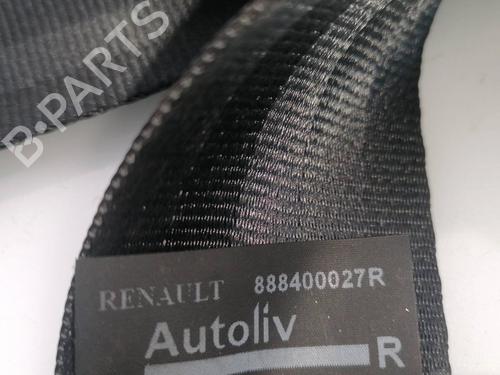 B-PARTS
RENAULT 888400027R
Autoliv
R